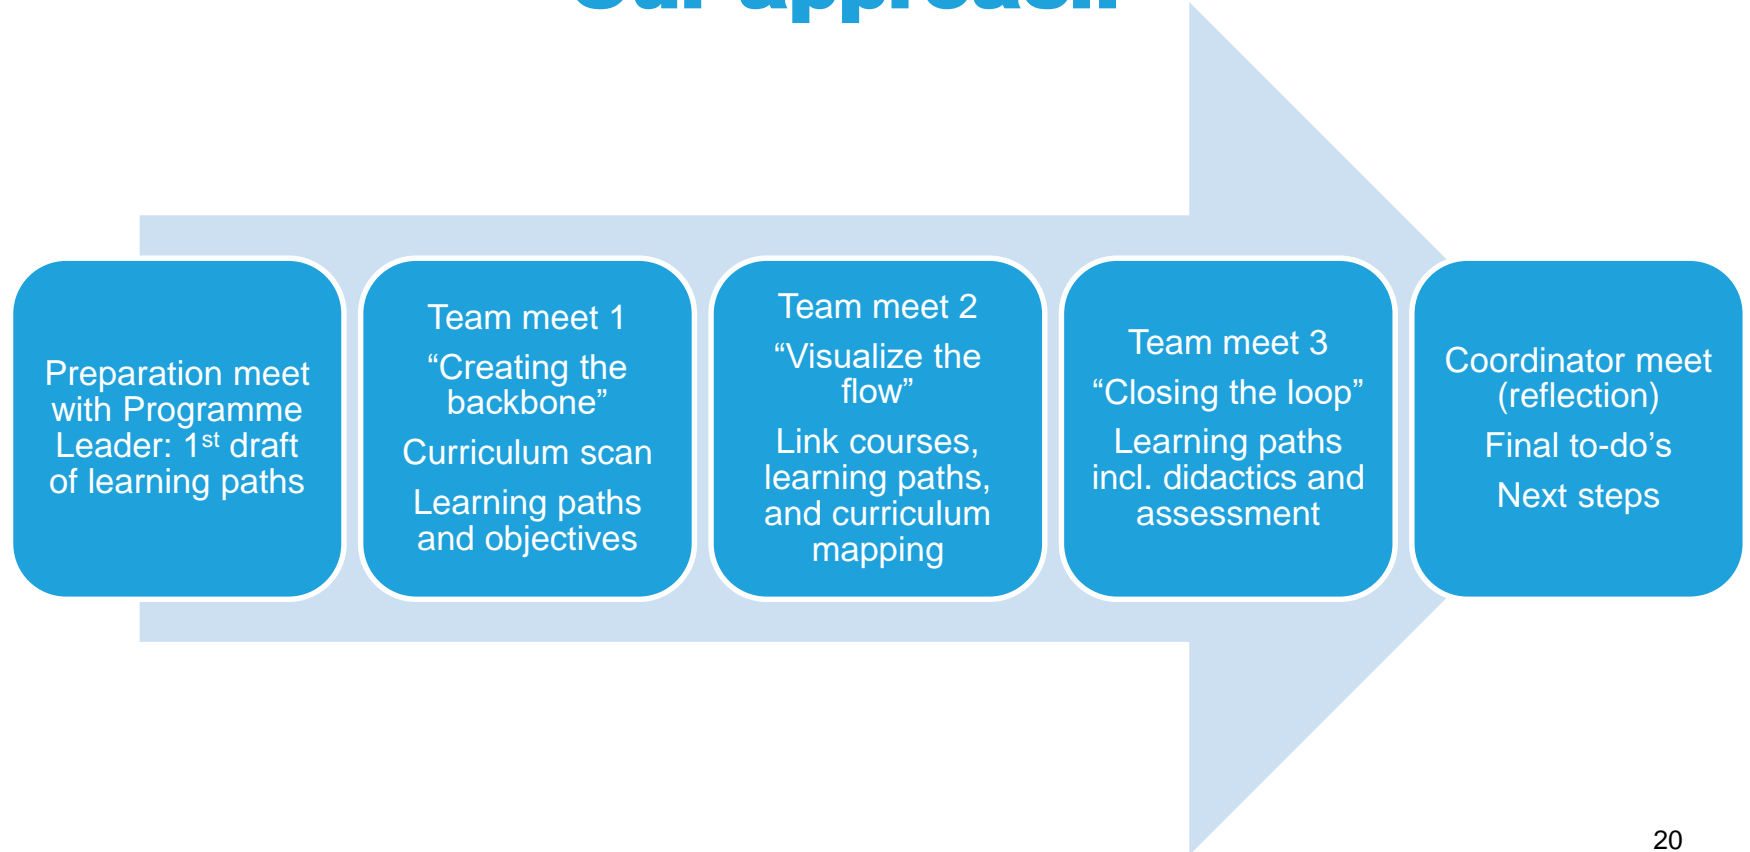 Our approach
Preparation meet
with Programme
Leader: 1st draft
of learning paths
Team meet 1
“Creating the
backbone”
Curriculum scan
Learning paths
and objectives
Team meet 2
“Visualize the
flow”
Link courses,
learning paths,
and curriculum
mapping
Team meet 3
“Closing the loop”
Learning paths
incl. didactics and
assessment
Coordinator meet
(reflection)
Final to-do’s
Next steps
20